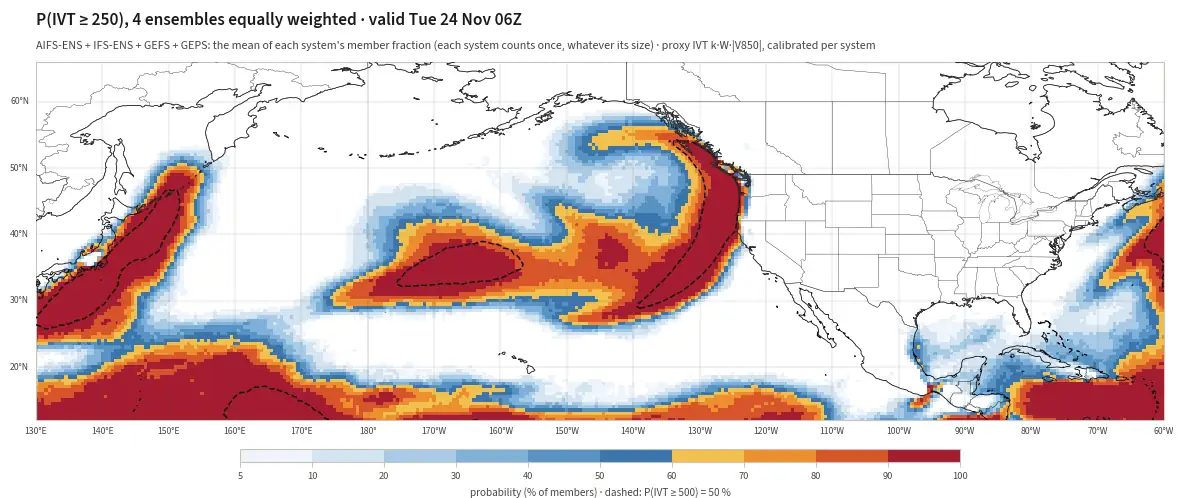 P(IVT ≥ 250), 4 ensembles equally weighted · valid Tue 24 Nov 06Z
AIFS-ENS + IFS-ENS + GEFS + GEPS: the mean of each system's member fraction (each system counts once, whatever its size) · proxy IVT k·W·|V850|, calibrated per system
60°N
50°N
40°N
30°N
20°N
130°E 140°E 150°E 160°E 170°E 180° 170°W 160°W 150°W 140°W 130°W 120°W 110°W 100°W 90°W 80°W 70°W 60°W
5 10 20 30 40 50 60 70 80 90 100
probability (% of members) · dashed: P(IVT ≥ 500) = 50 %